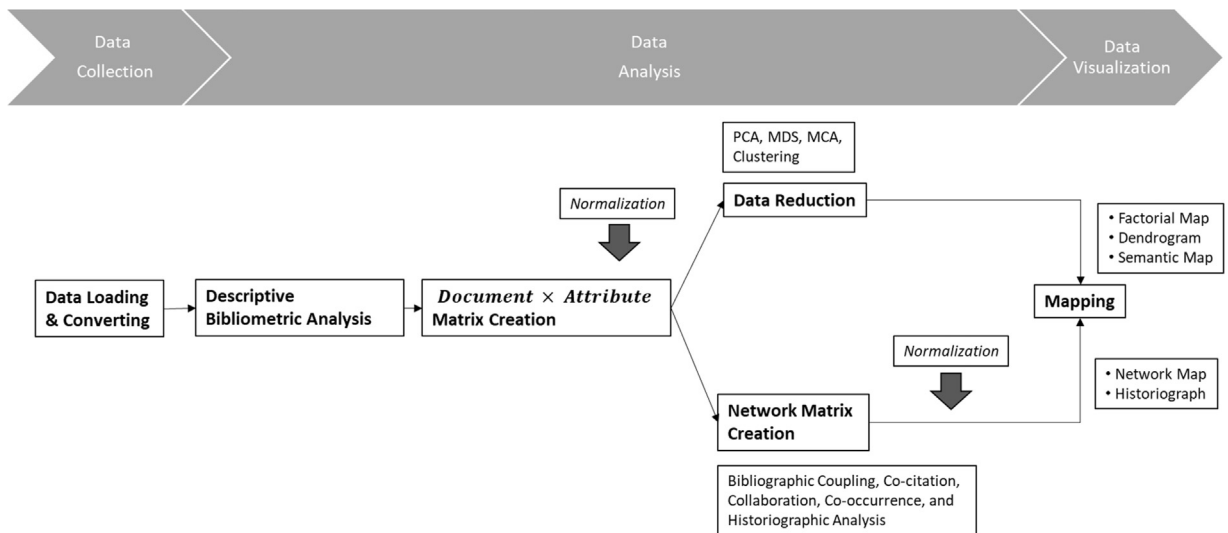 Data
Collection
Data
Analysis
Data
Visualization
PCA, MDS, MCA,
Clustering
Normalization
Data Reduction
• Factorial Map
• Dendrogram
• Semantic Map
Data Loading
& Converting
Descriptive
Bibliometric Analysis
Document × Attribute
Matrix Creation
Mapping
Normalization
• Network Map
• Historiograph
Network Matrix
Creation
Bibliographic Coupling, Co-citation,
Collaboration, Co-occurrence, and
Historiographic Analysis